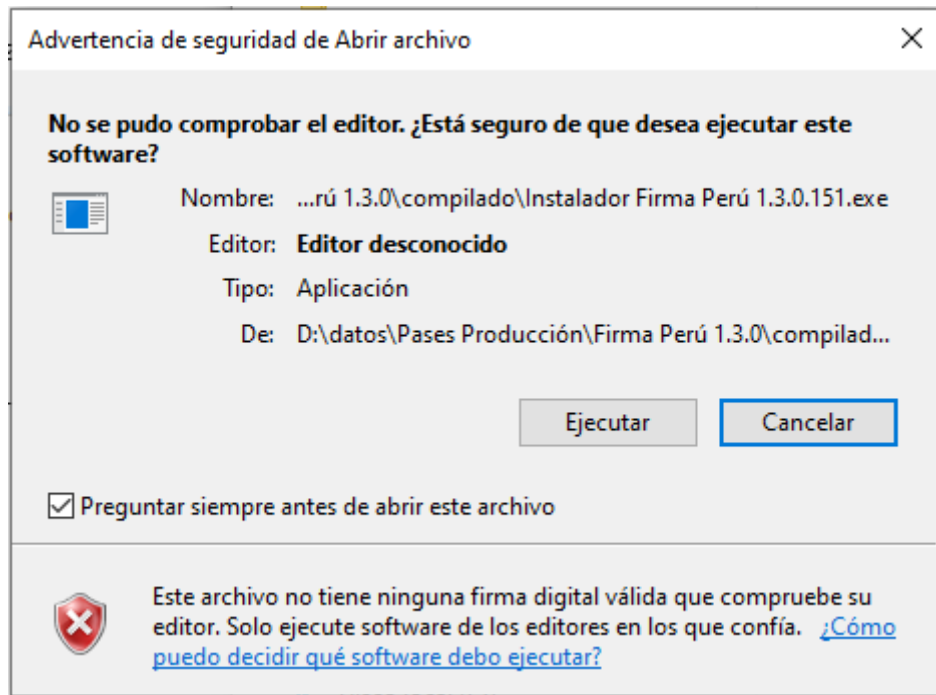 Advertencia de seguridad de Abrir archivo
No se pudo comprobar el editor. ¿Está seguro de que desea ejecutar este
software?
Nombre: ...rú 1.3.0\compilado\Instalador Firma Perú 1.3.0.151.exe
Editor: Editor desconocido
Tipo: Aplicación
De: D:\datos\Pases Producción\Firma Perú 1.3.0\compilad...
Ejecutar Cancelar
Preguntar siempre antes de abrir este archivo
Este archivo no tiene ninguna firma digital válida que compruebe su
editor. Solo ejecute software de los editores en los que confía. ¿Cómo
puedo decidir qué software debo ejecutar?